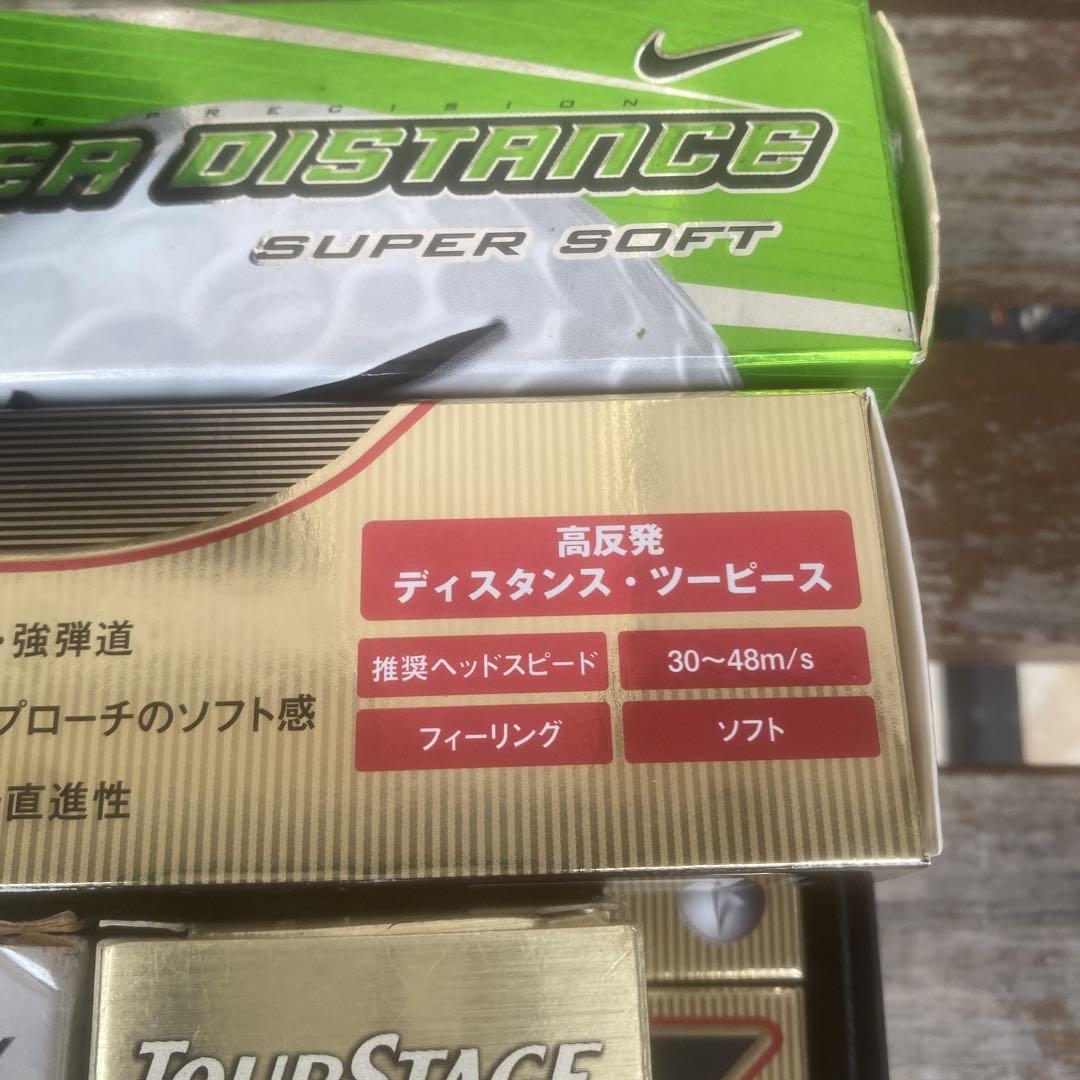 PRECISION
DISTANCE
SUPER SOFT
高反発
ディスタンス・ツーピース
・強弾道
推奨ヘッドスピード 30〜48m/s
プローチのソフト感
フィーリング ソフト
直進性
TOURSTAGE